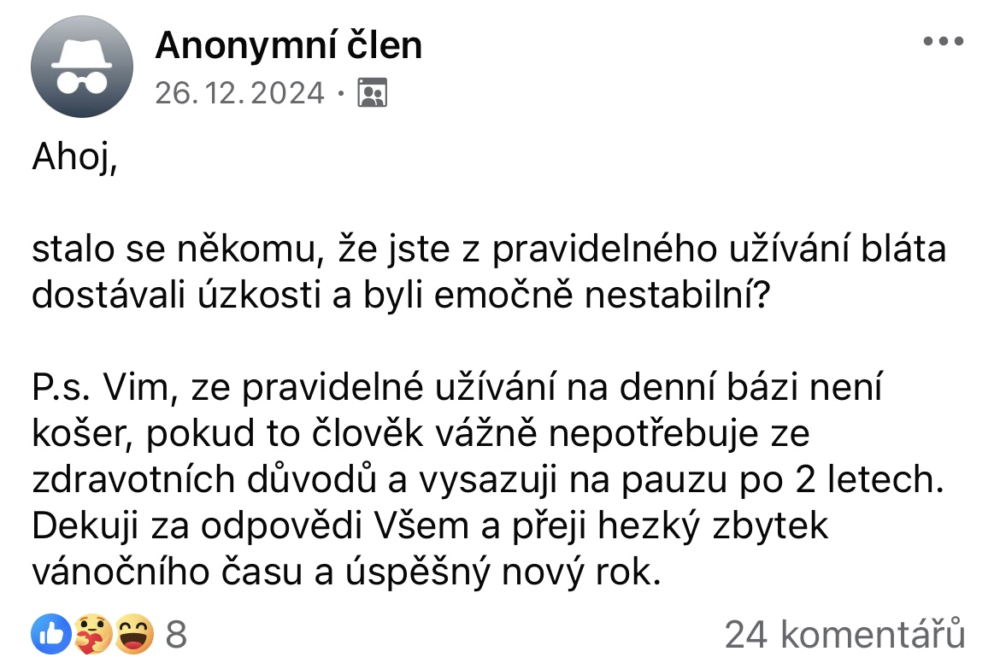 Anonymní člen
26. 12. 2024 ·
Ahoj,
stalo se někomu, že jste z pravidelného užívání bláta
dostávali úzkosti a byli emočně nestabilní?
P.s. Vim, ze pravidelné užívání na denní bázi není
košer, pokud to člověk vážně nepotřebuje ze
zdravotních důvodů a vysazuji na pauzu po 2 letech.
Dekuji za odpovědi Všem a přeji hezký zbytek
vánočního času a úspěšný nový rok.
8
24 komentářů